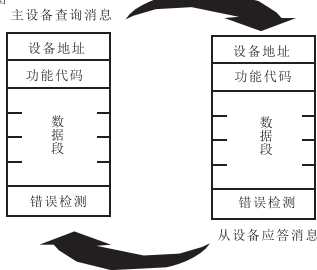 主设备查询消息
设备地址
功能代码
数据段
错误检测
设备地址
功能代码
数据段
错误检测
从设备应答消息